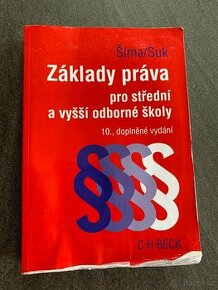 Šíma/Suk
Základy práva
pro střední
a vyšší odborné školy
10., doplněné vydání
C·H·BECK